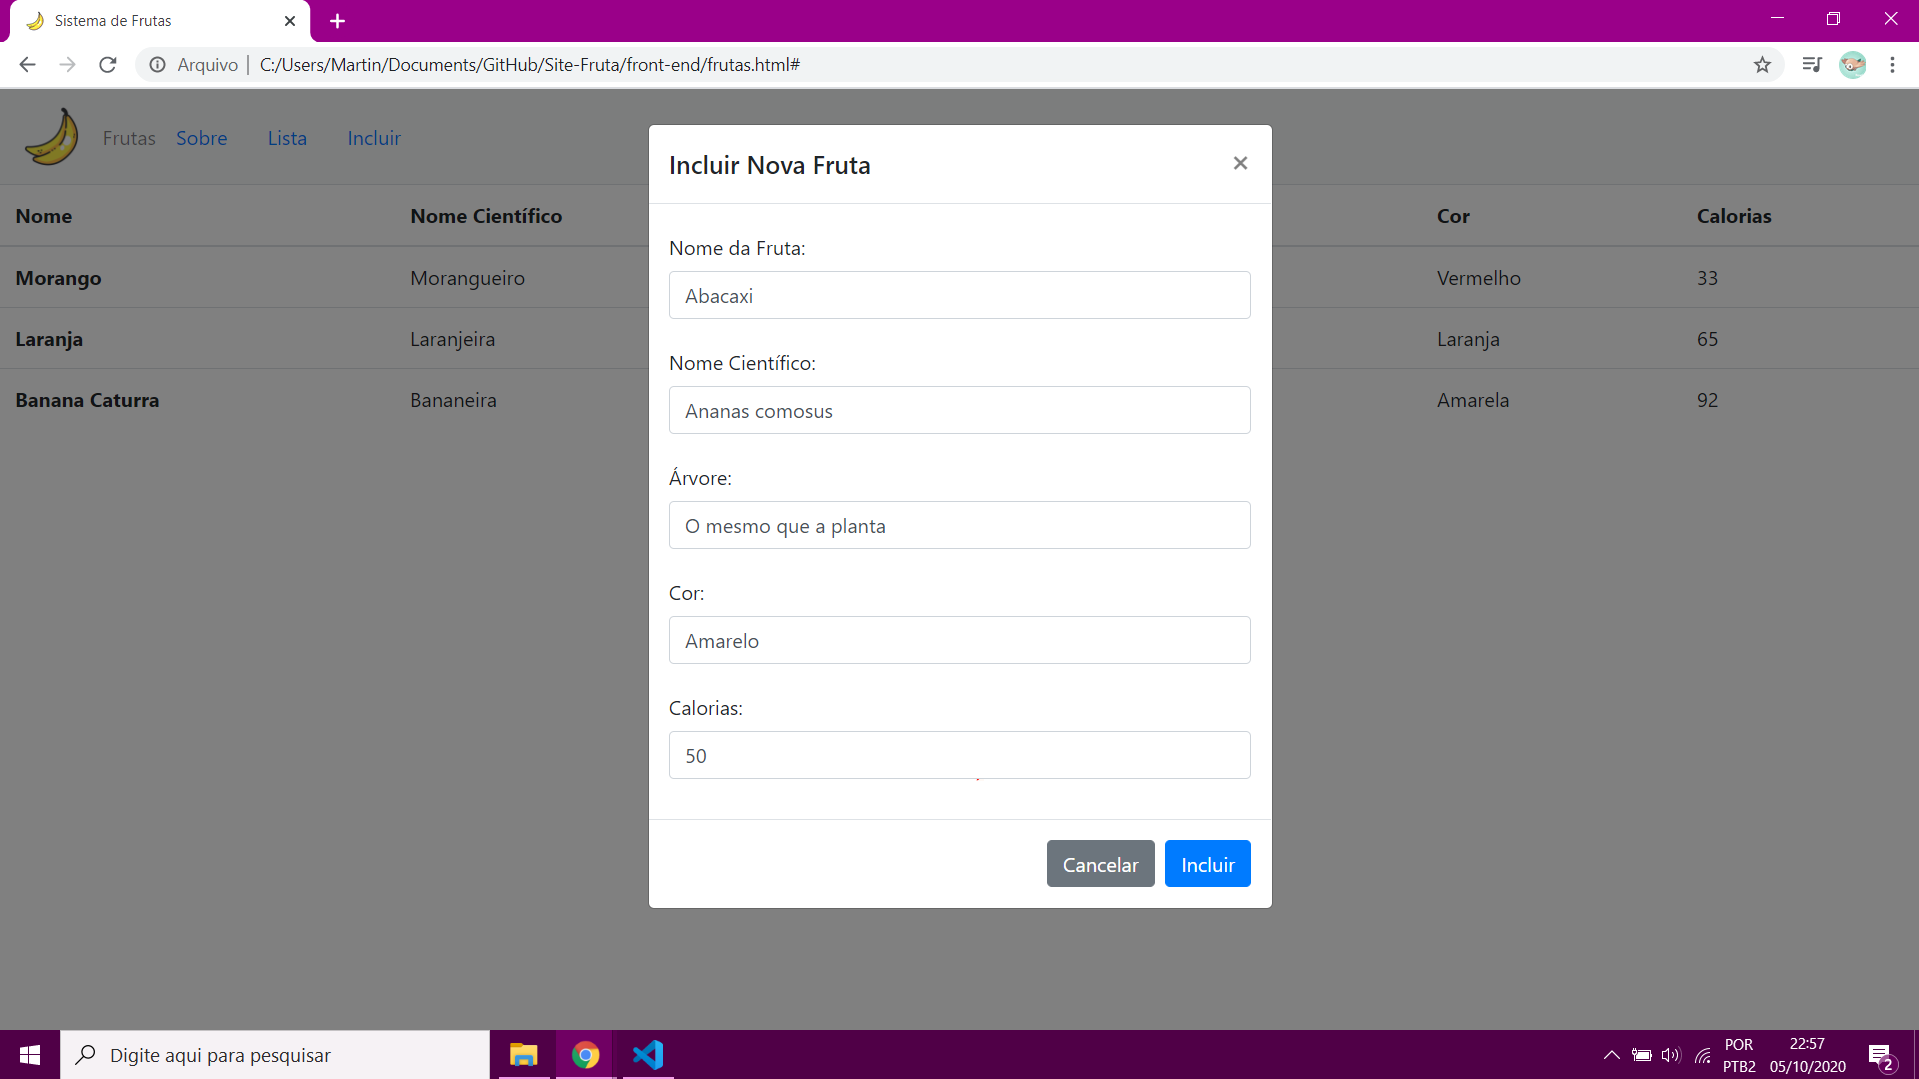 Sistema de Frutas
Arquivo | C:/Users/Martin/Documents/GitHub/Site-Fruta/front-end/frutas.html#
Frutas Sobre Lista Incluir
Nome Nome Científico Cor Calorias
Morango Morangueiro Vermelho 33
Laranja Laranjeira Laranja 65
Banana Caturra Bananeira Amarela 92
Incluir Nova Fruta ×
Nome da Fruta:
Abacaxi
Nome Científico:
Ananas comosus
Árvore:
O mesmo que a planta
Cor:
Amarelo
Calorias:
50
Cancelar Incluir
Digite aqui para pesquisar
POR
PTB2
22:57
05/10/2020
2